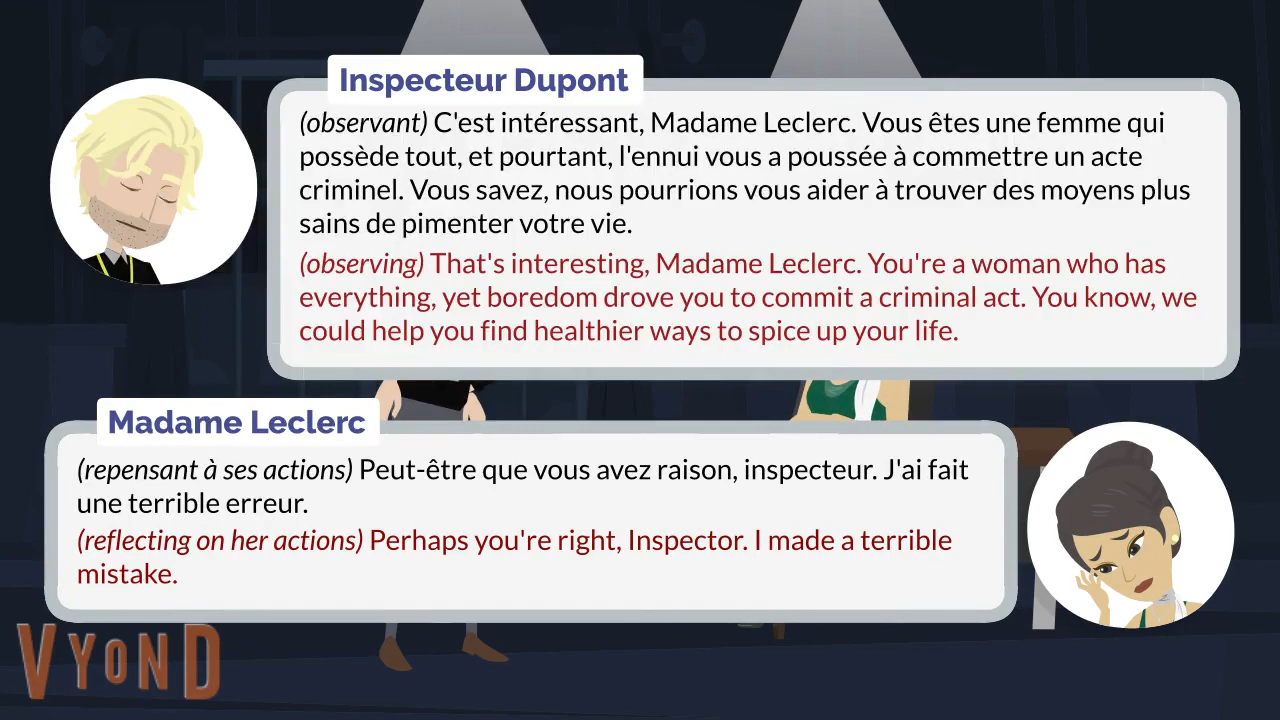 Inspecteur Dupont
(observant) C'est intéressant, Madame Leclerc. Vous êtes une femme qui
possède tout, et pourtant, l'ennui vous a poussée à commettre un acte
criminel. Vous savez, nous pourrions vous aider à trouver des moyens plus
sains de pimenter votre vie.
(observing) That's interesting, Madame Leclerc. You're a woman who has
everything, yet boredom drove you to commit a criminal act. You know, we
could help you find healthier ways to spice up your life.
Madame Leclerc
(repensant à ses actions) Peut-être que vous avez raison, inspecteur. J'ai fait
une terrible erreur.
(reflecting on her actions) Perhaps you're right, Inspector. I made a terrible
mistake.
VYOND